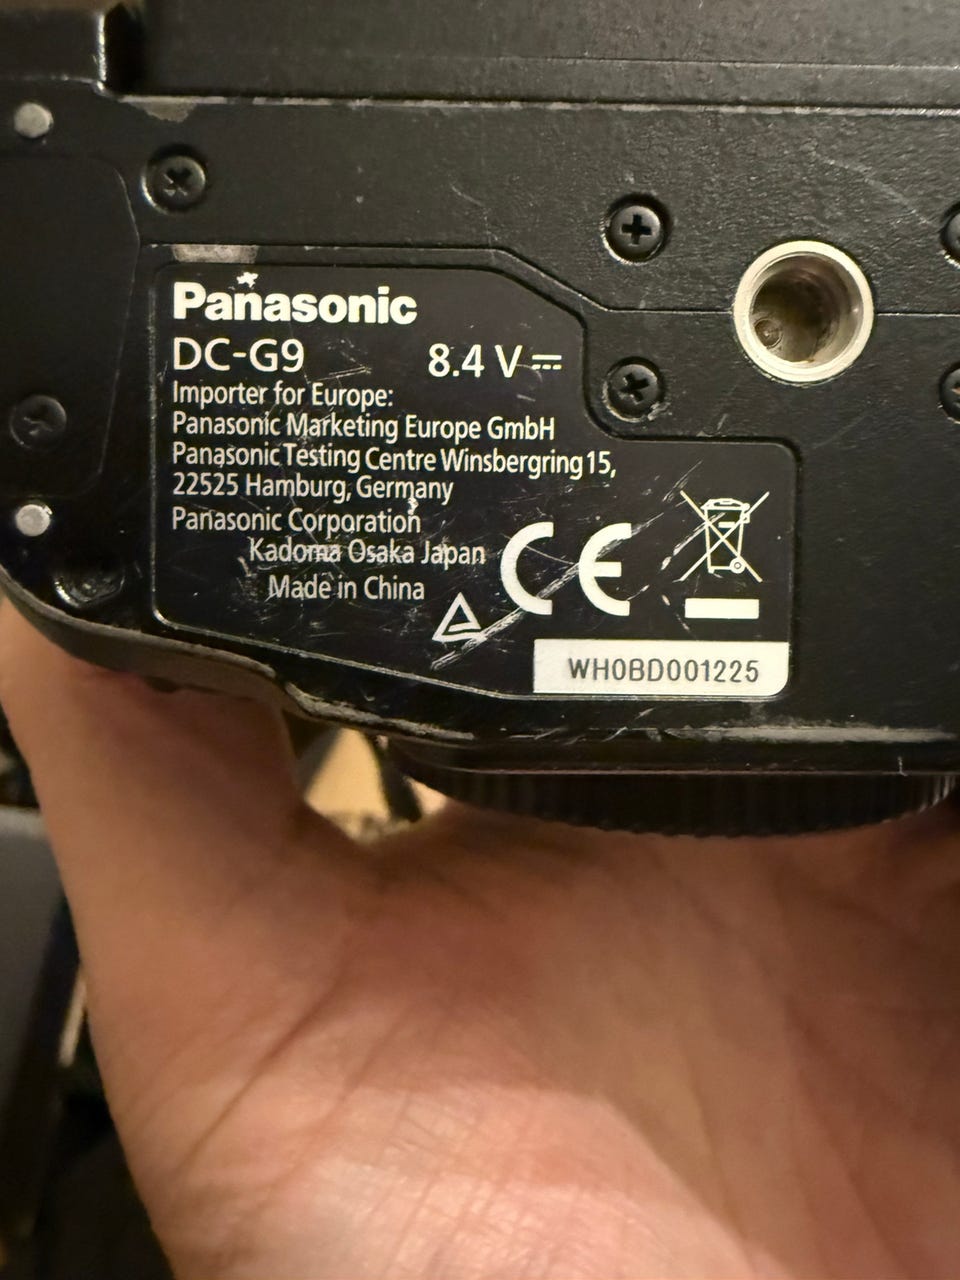 Panasonic
DC-G9 8.4 V ⎓
Importer for Europe:
Panasonic Marketing Europe GmbH
Panasonic Testing Centre Winsbergring 15,
22525 Hamburg, Germany
Panasonic Corporation
Kadoma Osaka Japan
Made in China
CE
WH0BD001225